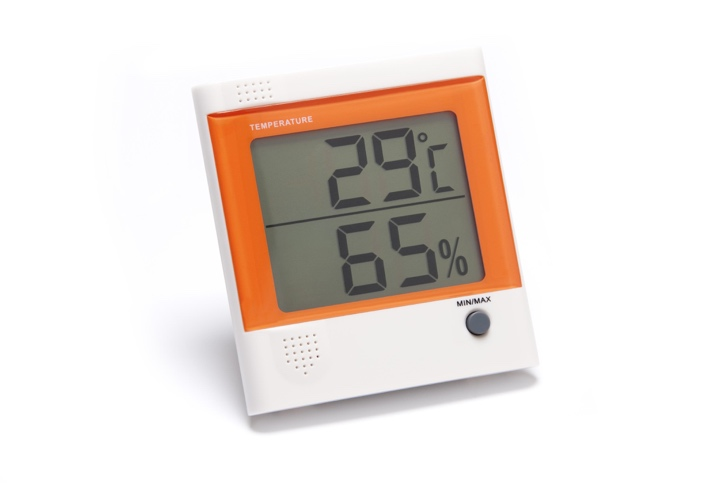 TEMPERATURE
29°C
65%
MIN/MAX